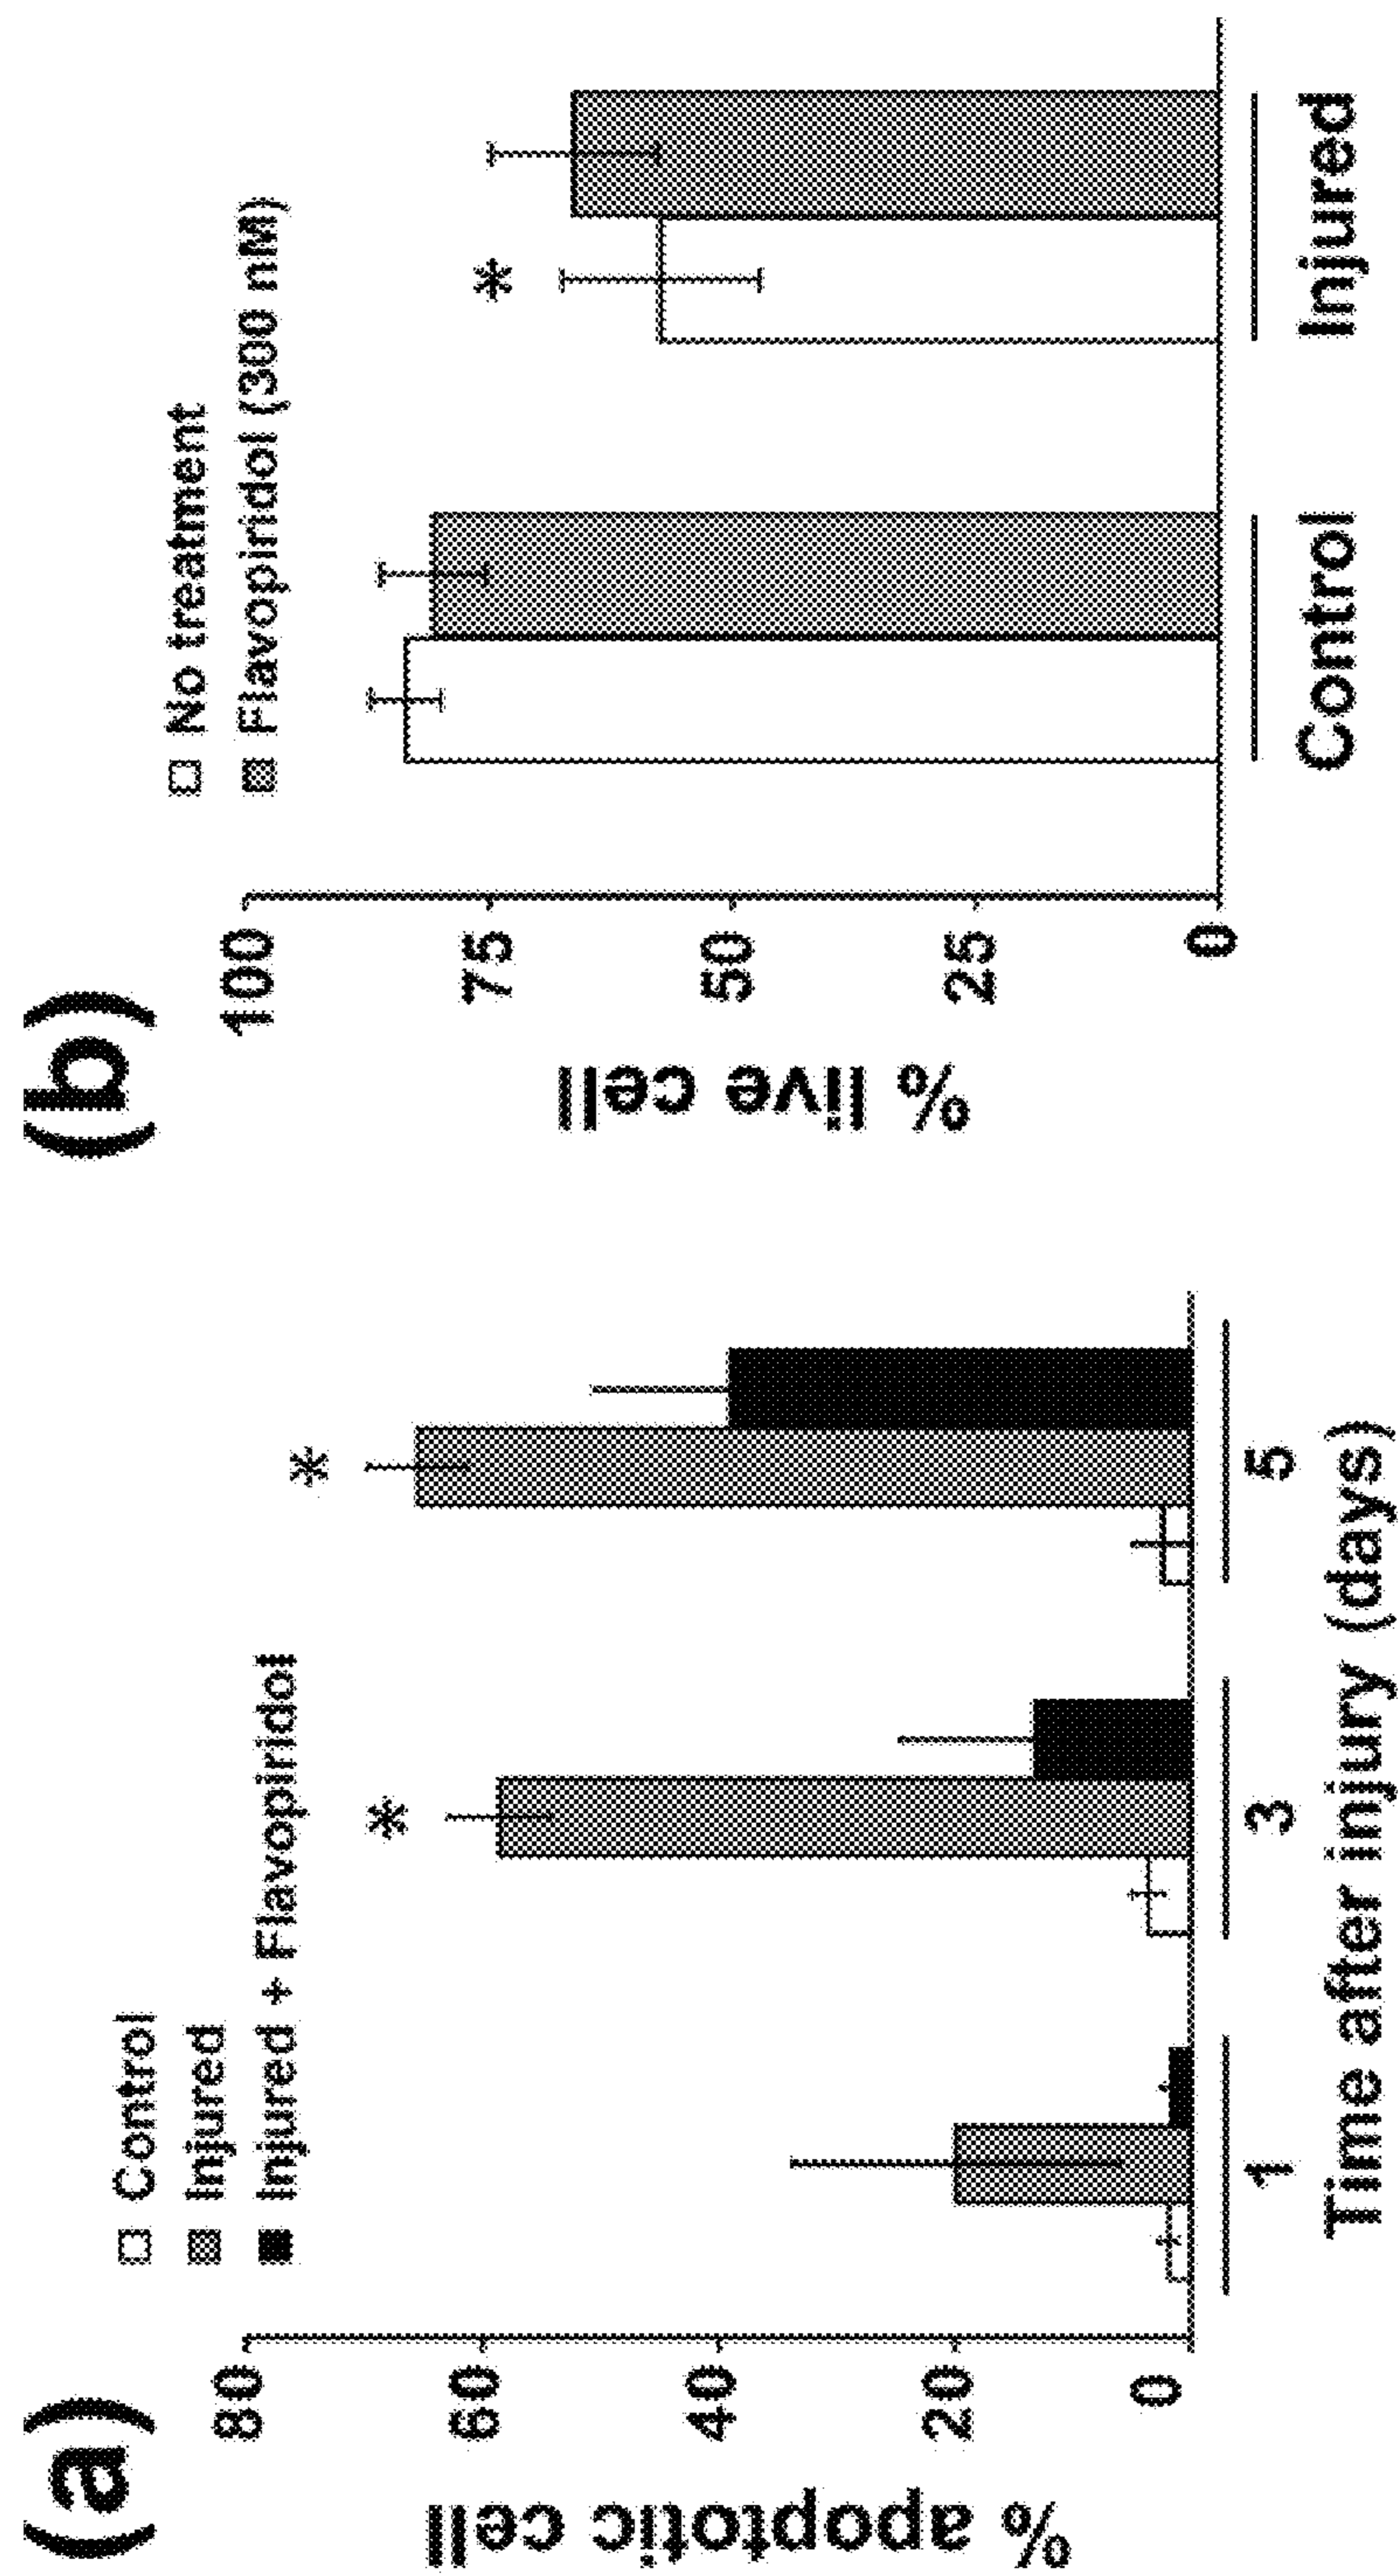 (a)
Control
Injured
Injured + Flavopiridol
% apoptotic cell
80
60
40
20
0
*
*
1
3
5
Time after injury (days)
(b)
No treatment
Flavopiridol (300 nM)
% live cell
100
75
50
25
0
*
Control
Injured